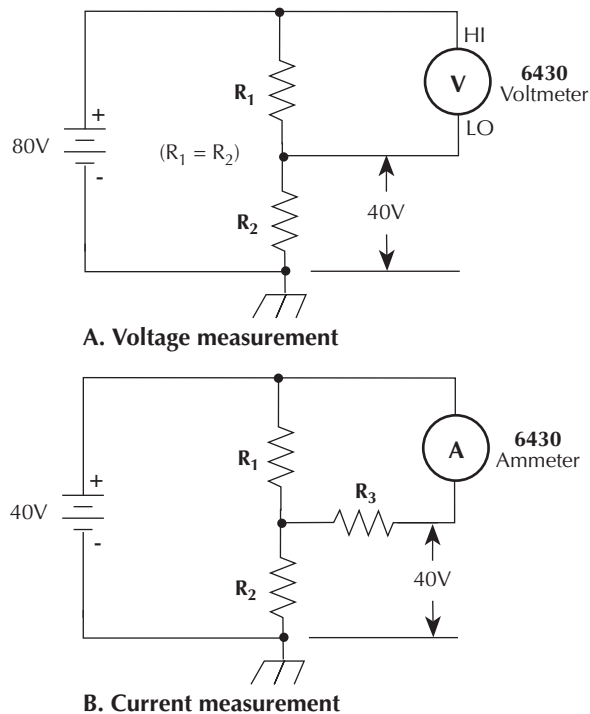 HI
R1
V
6430
Voltmeter
+
LO
80V
(R1 = R2)
-
40V
R2
A. Voltage measurement
R1
A
6430
Ammeter
+
R3
40V
-
40V
R2
B. Current measurement